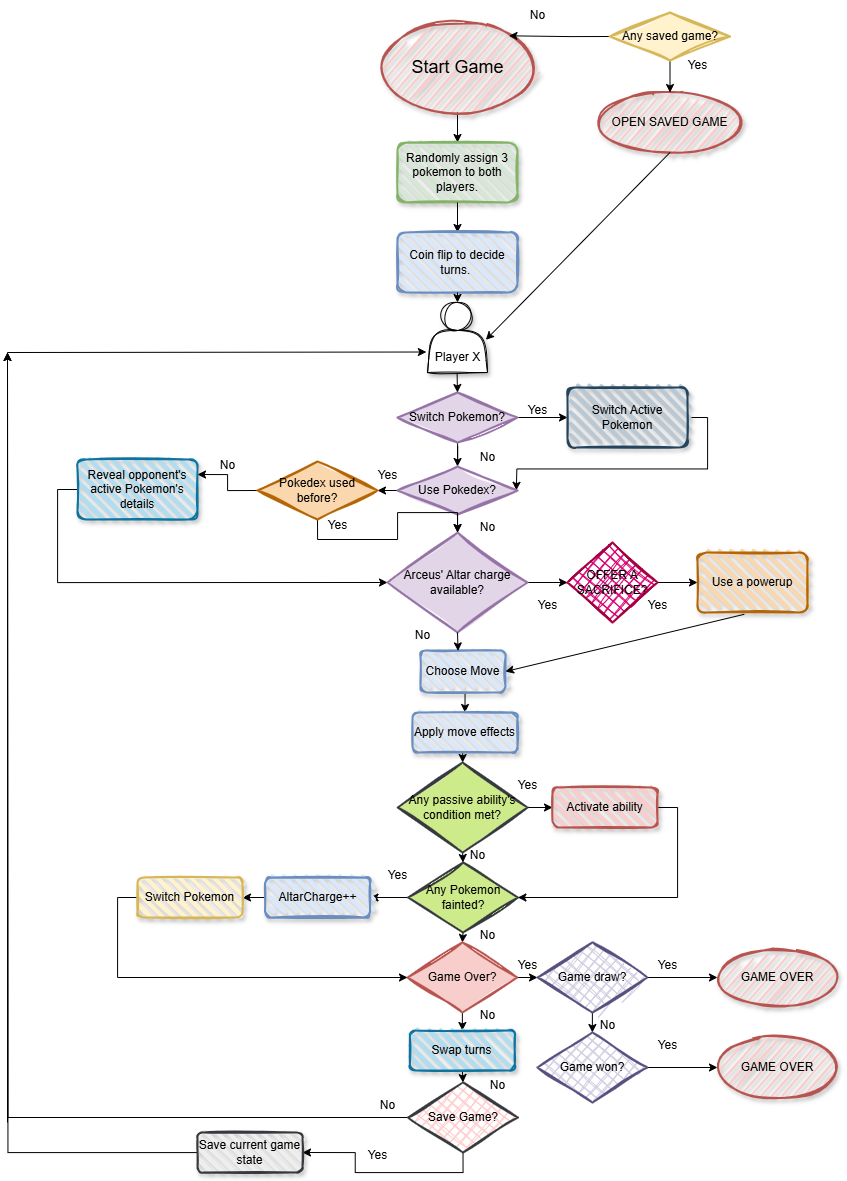 No
Any saved game?
Yes
Start Game
OPEN SAVED GAME
Randomly assign 3
pokemon to both
players.
Coin flip to decide
turns.
Player X
Switch Pokemon?
Yes
Switch Active
Pokemon
No
Reveal opponent's
active Pokemon's
details
No
Pokedex used
before?
Yes
Use Pokedex?
Yes
No
Arceus' Altar charge
available?
Yes
OFFER A
SACRIFICE?
Yes
Use a powerup
No
Choose Move
Apply move effects
Any passive ability's
condition met?
Yes
Activate ability
No
Switch Pokemon
AltarCharge++
Yes
Any Pokemon
fainted?
No
Game Over?
Yes
Game draw?
Yes
GAME OVER
No
No
Swap turns
Game won?
Yes
GAME OVER
No
No
Save Game?
Save current game
state
Yes